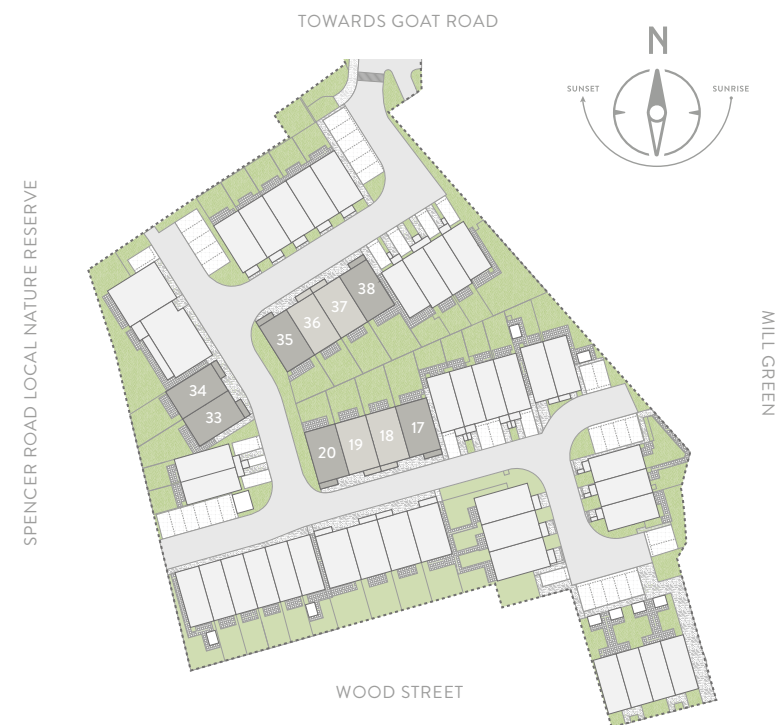 TOWARDS GOAT ROAD
N
SUNSET
SUNRISE
SPENCER ROAD LOCAL NATURE RESERVE
MILL GREEN
38
37
36
35
34
33
17
18
19
20
WOOD STREET